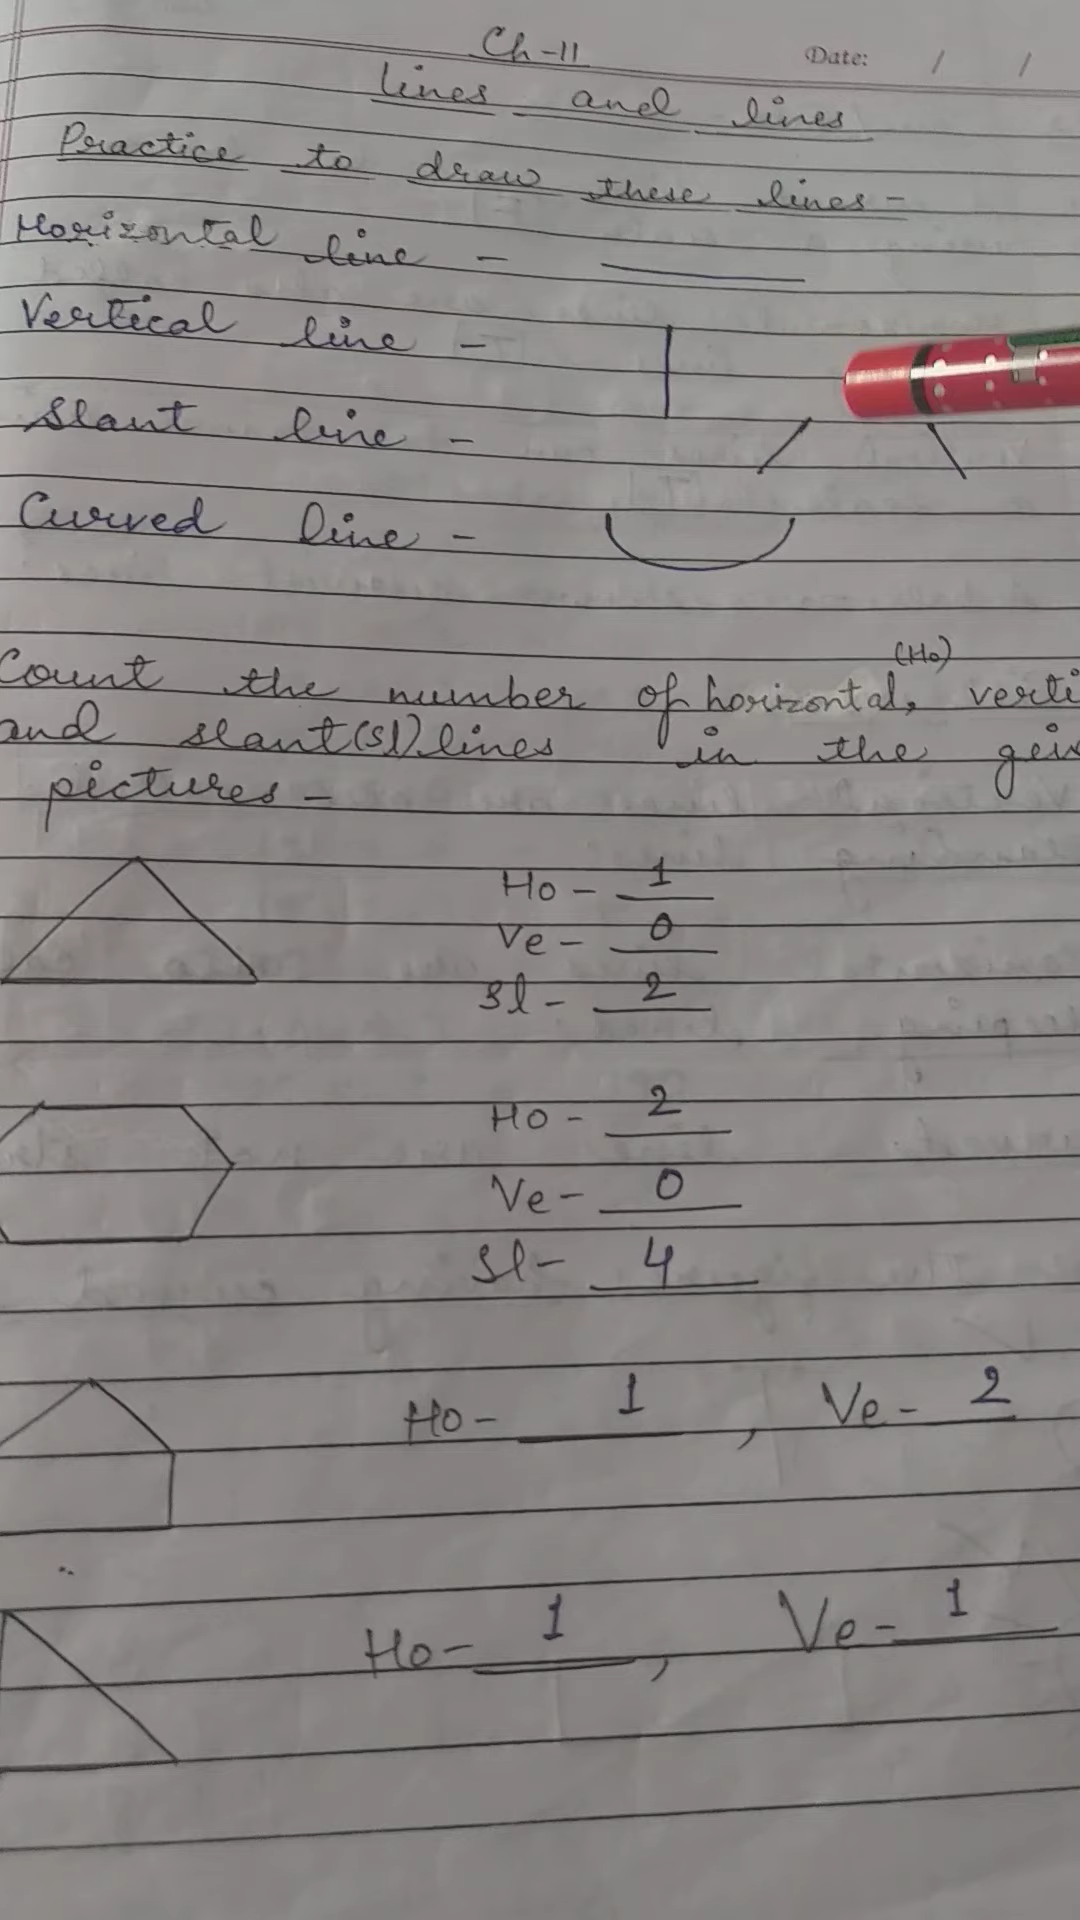 Ch-11
Date: / /
lines and lines
Practice to draw these lines-
Horizontal line -
Vertical line -
Slant line -
Curved line -
(Ho)
Count the number of horizontal, verti
and slant(sl) lines in the geiv
pictures -
Ho - 1
Ve - 0
Sl - 2
Ho - 2
Ve - 0
Sl - 4
Ho - 1, Ve - 2
Ho - 1, Ve - 1